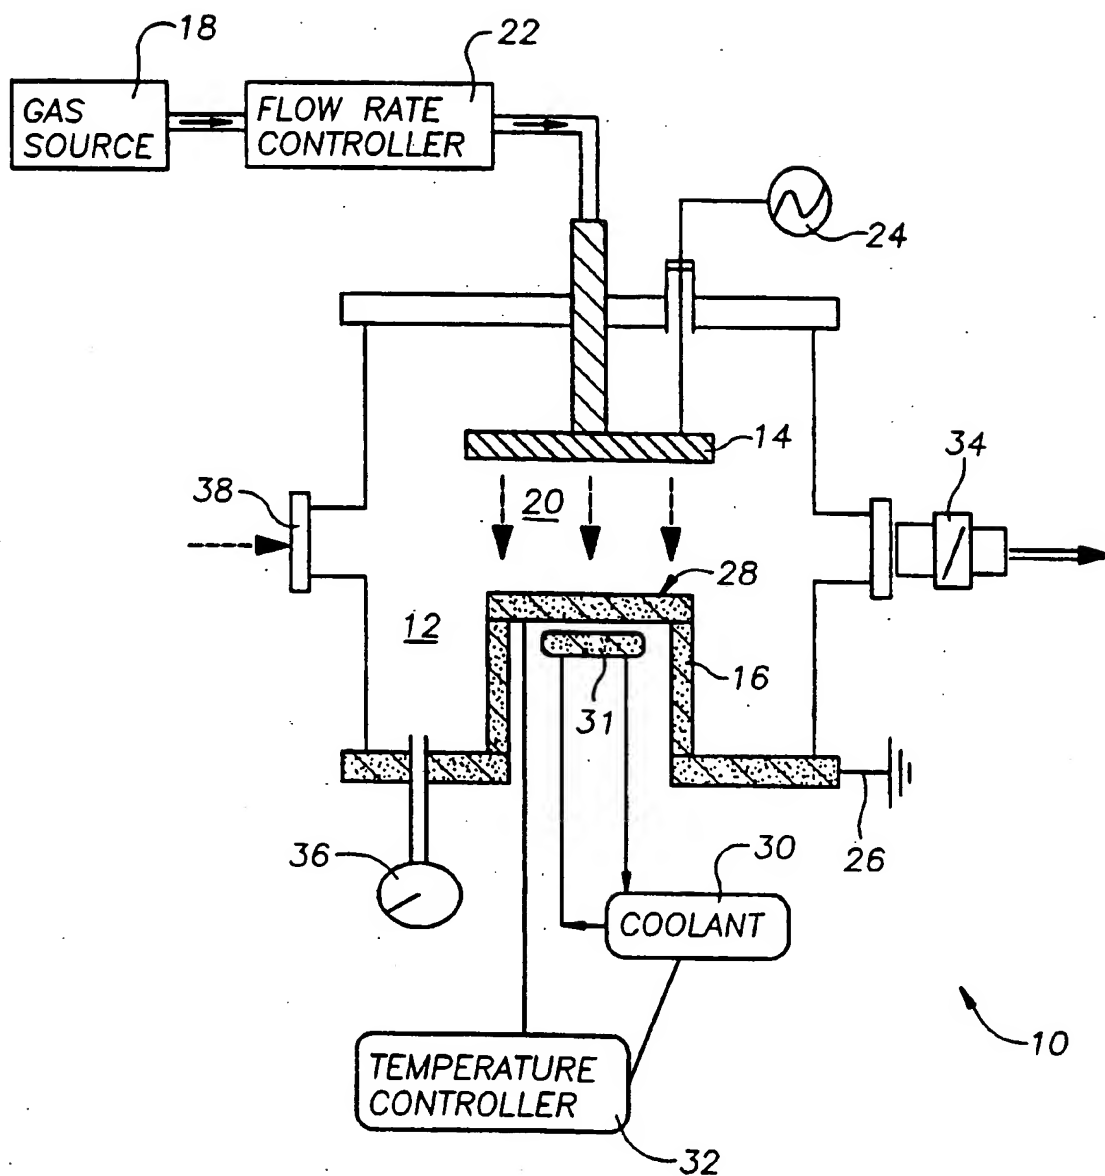 18
22
GAS
SOURCE
FLOW RATE
CONTROLLER
24
14
34
38
20
28
12
31
16
36
30
26
COOLANT
10
TEMPERATURE
CONTROLLER
32